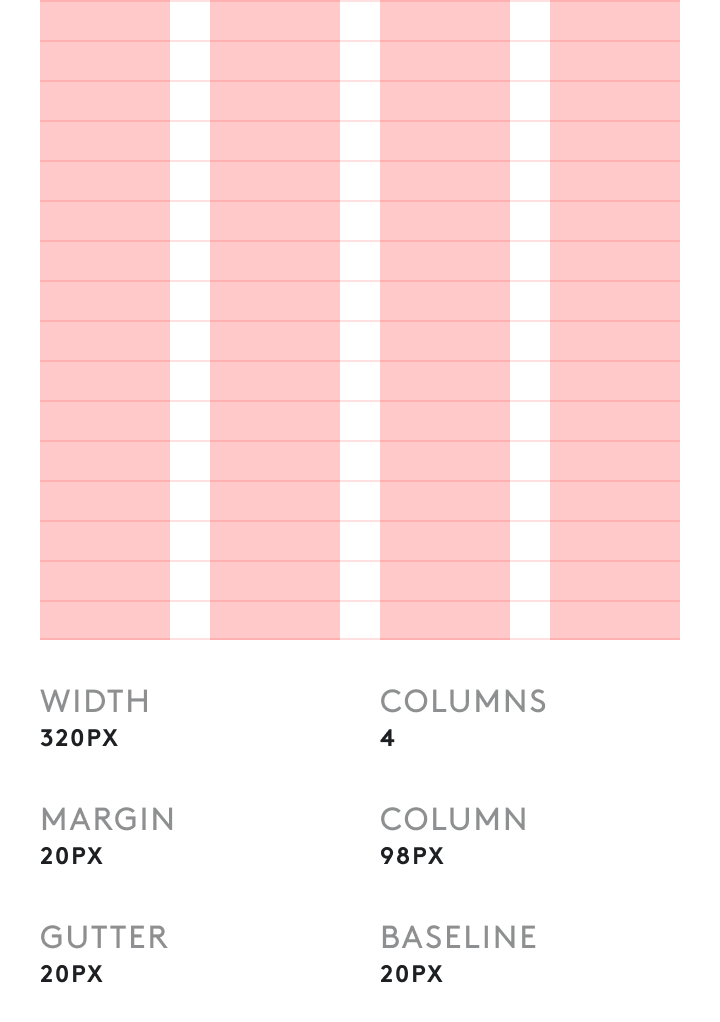 WIDTH
320PX
COLUMNS
4
MARGIN
20PX
COLUMN
98PX
GUTTER
20PX
BASELINE
20PX